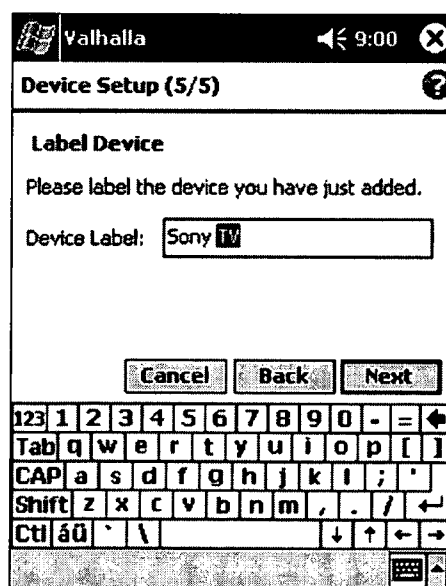 Valhalla 9:00
Device Setup (5/5) ?
Label Device
Please label the device you have just added.
Device Label: Sony TV
Cancel Back Next
123 1 2 3 4 5 6 7 8 9 0 - =
Tab q w e r t y u i o p [ ]
CAP a s d f g h j k l ; '
Shift z x c v b n m , . /
Ctl áü ` \